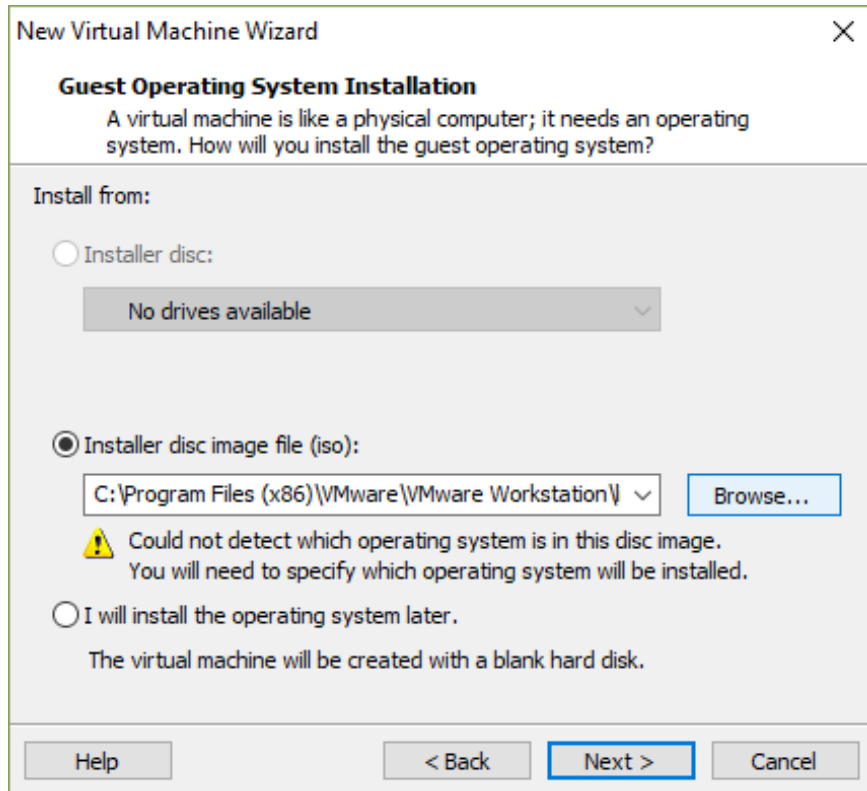 New Virtual Machine Wizard
Guest Operating System Installation
A virtual machine is like a physical computer; it needs an operating
system. How will you install the guest operating system?
Install from:
Installer disc:
No drives available
Installer disc image file (iso):
C:\Program Files (x86)\VMware\VMware Workstation\
Browse...
Could not detect which operating system is in this disc image.
You will need to specify which operating system will be installed.
I will install the operating system later.
The virtual machine will be created with a blank hard disk.
Help
< Back
Next >
Cancel